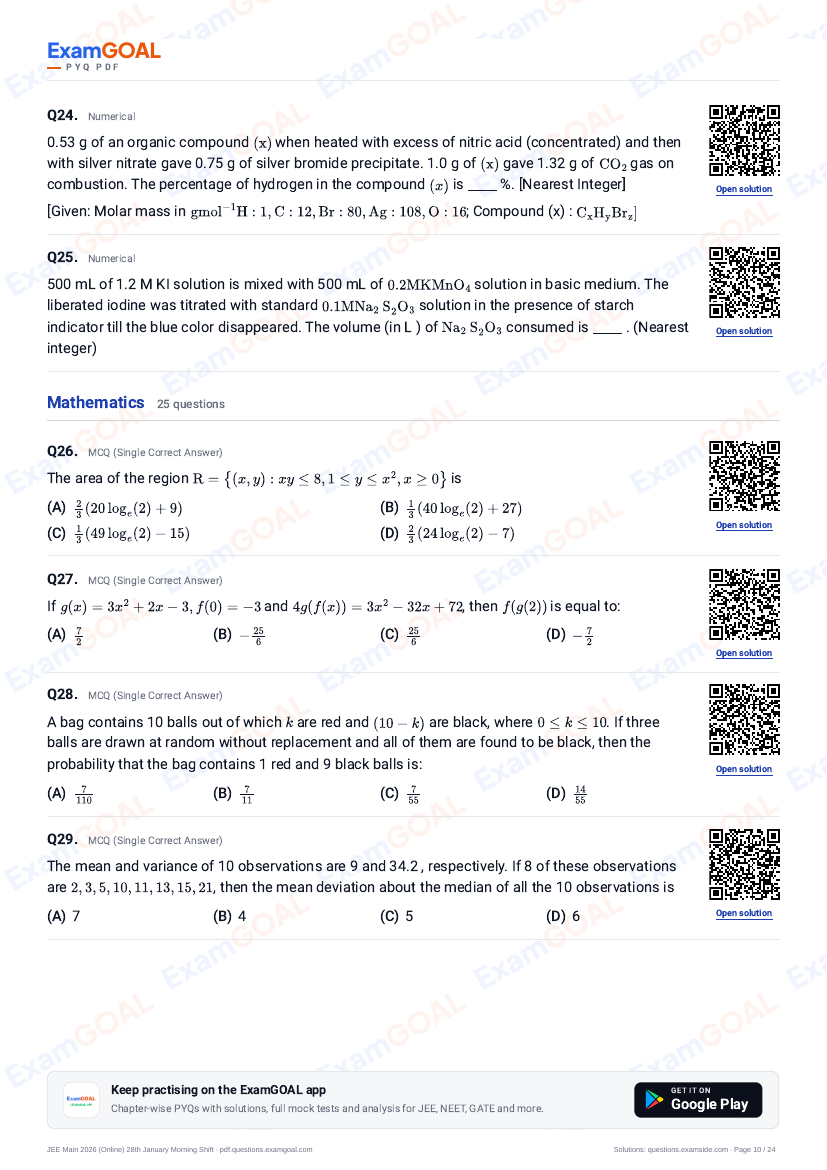 ExamGOAL
PYQ PDF
Q24. Numerical
0.53 g of an organic compound (x) when heated with excess of nitric acid (concentrated) and then
with silver nitrate gave 0.75 g of silver bromide precipitate. 1.0 g of (x) gave 1.32 g of CO₂ gas on
combustion. The percentage of hydrogen in the compound (x) is ____ %. [Nearest Integer]
[Given: Molar mass in gmol⁻¹H : 1, C : 12, Br : 80, Ag : 108, O : 16; Compound (x) : CₓHᵧBr_z]
Open solution
Q25. Numerical
500 mL of 1.2 M KI solution is mixed with 500 mL of 0.2MKMnO₄ solution in basic medium. The
liberated iodine was titrated with standard 0.1MNa₂ S₂O₃ solution in the presence of starch
indicator till the blue color disappeared. The volume (in L ) of Na₂ S₂O₃ consumed is ____ . (Nearest
integer)
Open solution
Mathematics 25 questions
Q26. MCQ (Single Correct Answer)
The area of the region R = {(x, y) : xy ≤ 8, 1 ≤ y ≤ x², x ≥ 0} is
(A) 2/3(20 logₑ(2) + 9) (B) 1/3(40 logₑ(2) + 27)
(C) 1/3(49 logₑ(2) − 15) (D) 2/3(24 logₑ(2) − 7)
Open solution
Q27. MCQ (Single Correct Answer)
If g(x) = 3x² + 2x − 3, f(0) = −3 and 4g(f(x)) = 3x² − 32x + 72, then f(g(2)) is equal to:
(A) 7/2 (B) −25/6 (C) 25/6 (D) −7/2
Open solution
Q28. MCQ (Single Correct Answer)
A bag contains 10 balls out of which k are red and (10 − k) are black, where 0 ≤ k ≤ 10. If three
balls are drawn at random without replacement and all of them are found to be black, then the
probability that the bag contains 1 red and 9 black balls is:
(A) 7/110 (B) 7/11 (C) 7/55 (D) 14/55
Open solution
Q29. MCQ (Single Correct Answer)
The mean and variance of 10 observations are 9 and 34.2, respectively. If 8 of these observations
are 2, 3, 5, 10, 11, 13, 15, 21, then the mean deviation about the median of all the 10 observations is
(A) 7 (B) 4 (C) 5 (D) 6
Open solution
ExamGOAL
Keep practising on the ExamGOAL app
Chapter-wise PYQs with solutions, full mock tests and analysis for JEE, NEET, GATE and more.
GET IT ON
Google Play
JEE Main 2026 (Online) 28th January Morning Shift · pdf.questions.examgoal.com
Solutions: questions.examside.com · Page 10 / 24